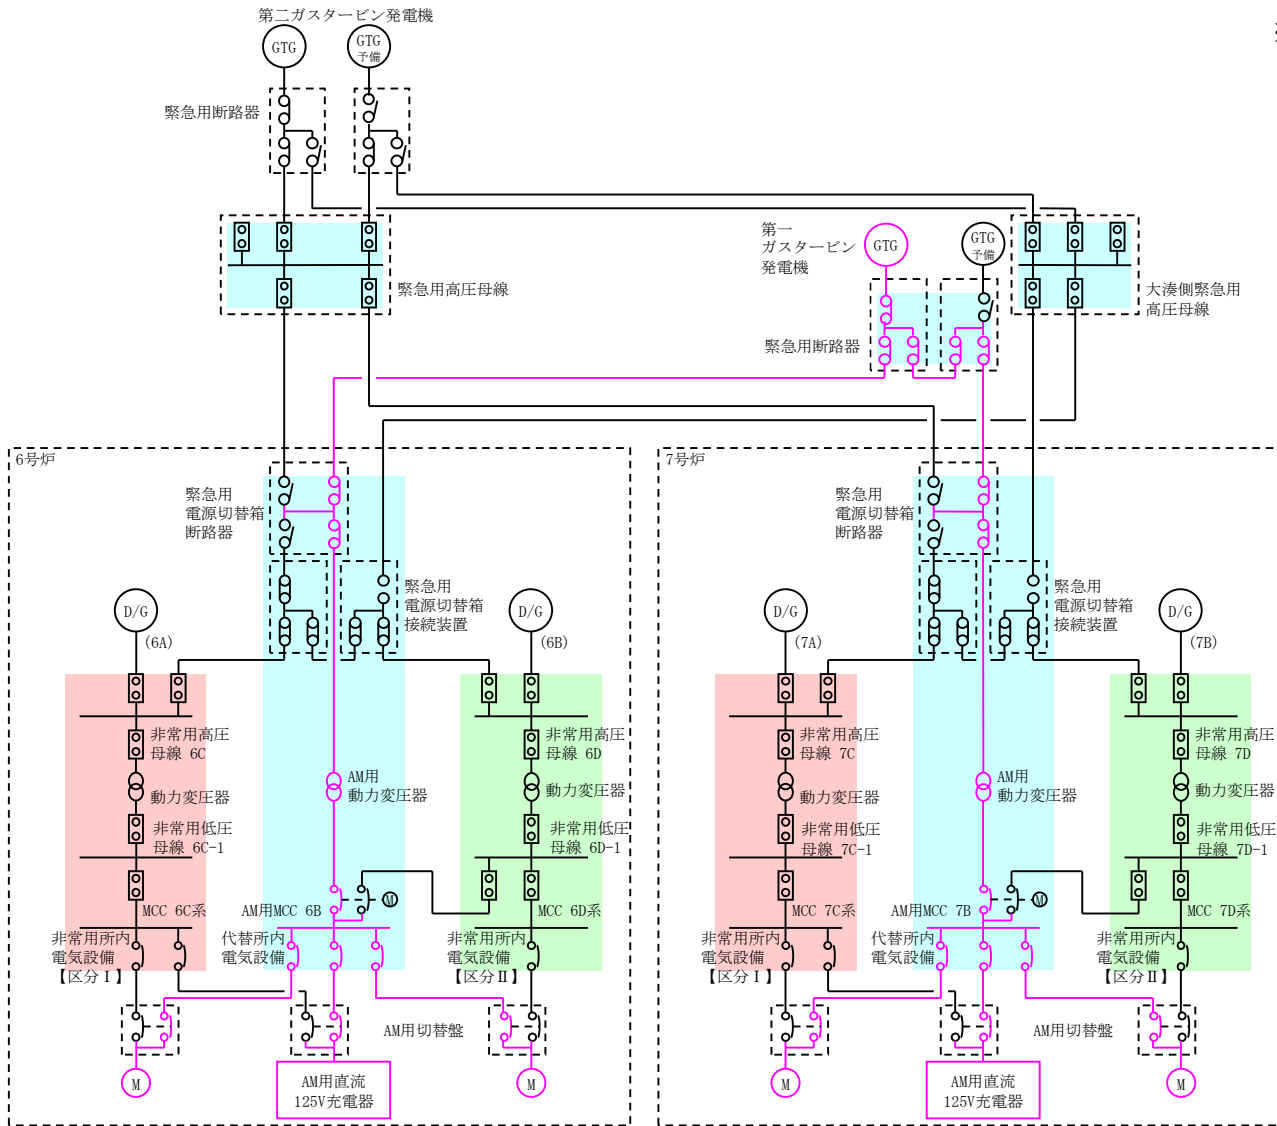 第二ガスタービン発電機
GTG
GTG
予備
緊急用断路器
第一
ガスタービン
発電機
GTG
GTG
予備
緊急用高圧母線
大湊側緊急用
高圧母線
緊急用断路器
6号炉
緊急用
電源切替箱
断路器
緊急用
電源切替箱
接続装置
D/G
(6A)
D/G
(6B)
非常用高圧
母線 6C
動力変圧器
非常用低圧
母線 6C-1
MCC 6C系
非常用所内
電気設備
【区分Ⅰ】
AM用
動力変圧器
AM用MCC 6B
M
代替所内
電気設備
非常用高圧
母線 6D
動力変圧器
非常用低圧
母線 6D-1
MCC 6D系
非常用所内
電気設備
【区分Ⅱ】
AM用切替盤
M
AM用直流
125V充電器
M
7号炉
緊急用
電源切替箱
断路器
緊急用
電源切替箱
接続装置
D/G
(7A)
D/G
(7B)
非常用高圧
母線 7C
動力変圧器
非常用低圧
母線 7C-1
MCC 7C系
非常用所内
電気設備
【区分Ⅰ】
AM用
動力変圧器
AM用MCC 7B
M
代替所内
電気設備
非常用高圧
母線 7D
動力変圧器
非常用低圧
母線 7D-1
MCC 7D系
非常用所内
電気設備
【区分Ⅱ】
AM用切替盤
M
AM用直流
125V充電器
M